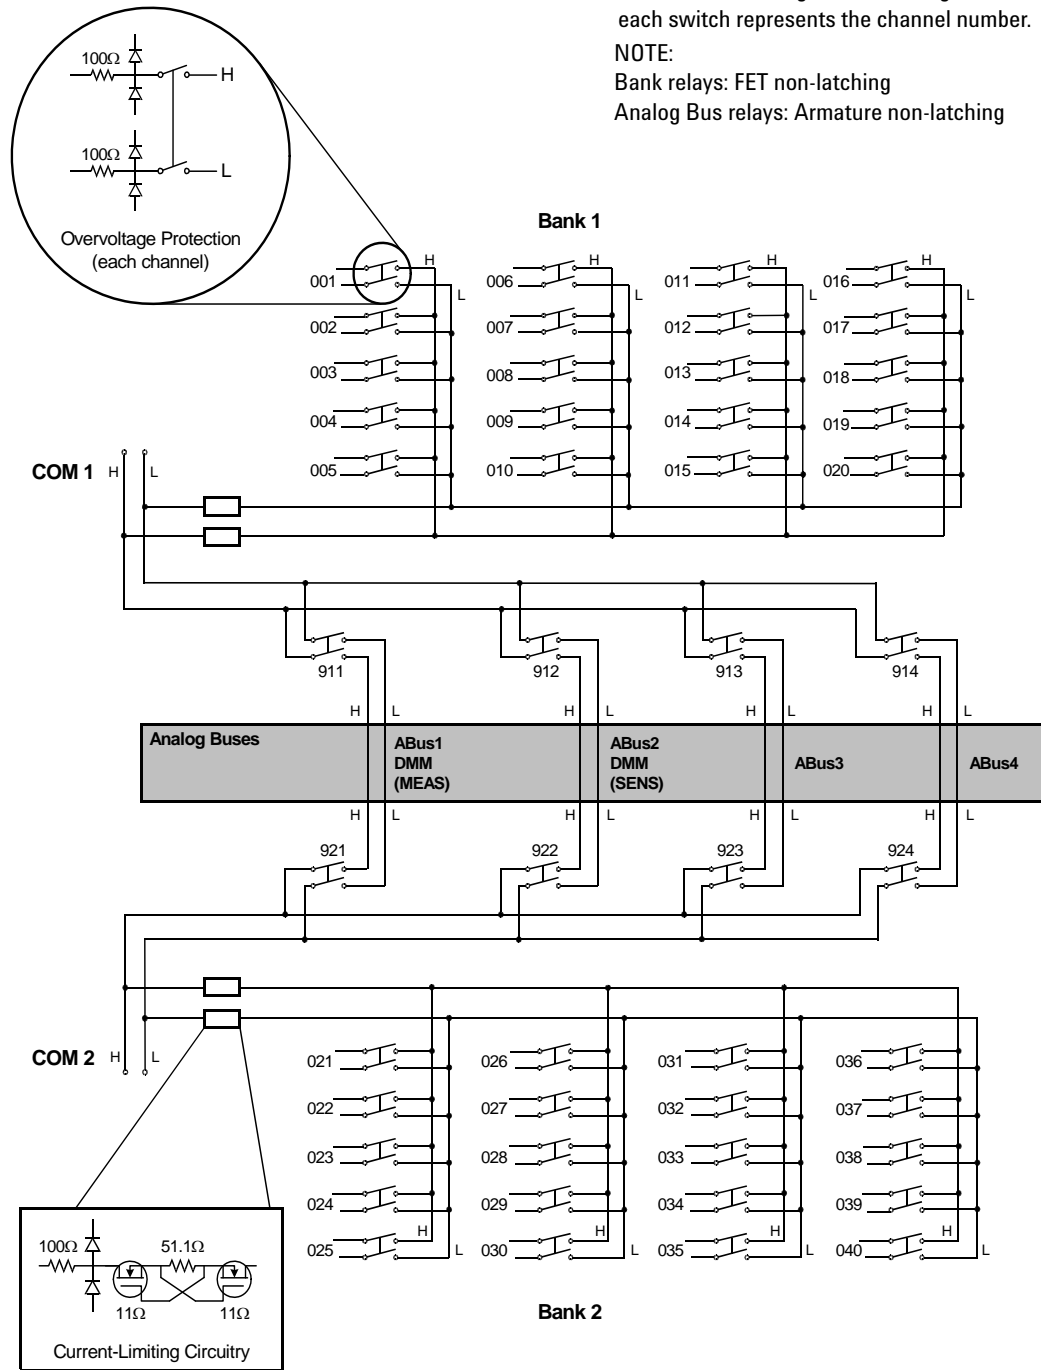 each switch represents the channel number.
NOTE:
Bank relays: FET non-latching
Analog Bus relays: Armature non-latching
100Ω
H
100Ω
L
Overvoltage Protection
(each channel)
Bank 1
H H H H
001 006 011 016
L L L L
002 007 012 017
003 008 013 018
004 009 014 019
COM 1 H L 005 010 015 020
911 912 913 914
H L H L H L H L
Analog Buses
ABus1
DMM
(MEAS)
ABus2
DMM
(SENS)
ABus3
ABus4
H L H L H L H L
921 922 923 924
COM 2 H L
021 026 031 036
022 027 032 037
023 028 033 038
024 029 034 039
H H H H
025 030 035 040
L L L L
100Ω 51.1Ω
11Ω 11Ω
Current-Limiting Circuitry
Bank 2